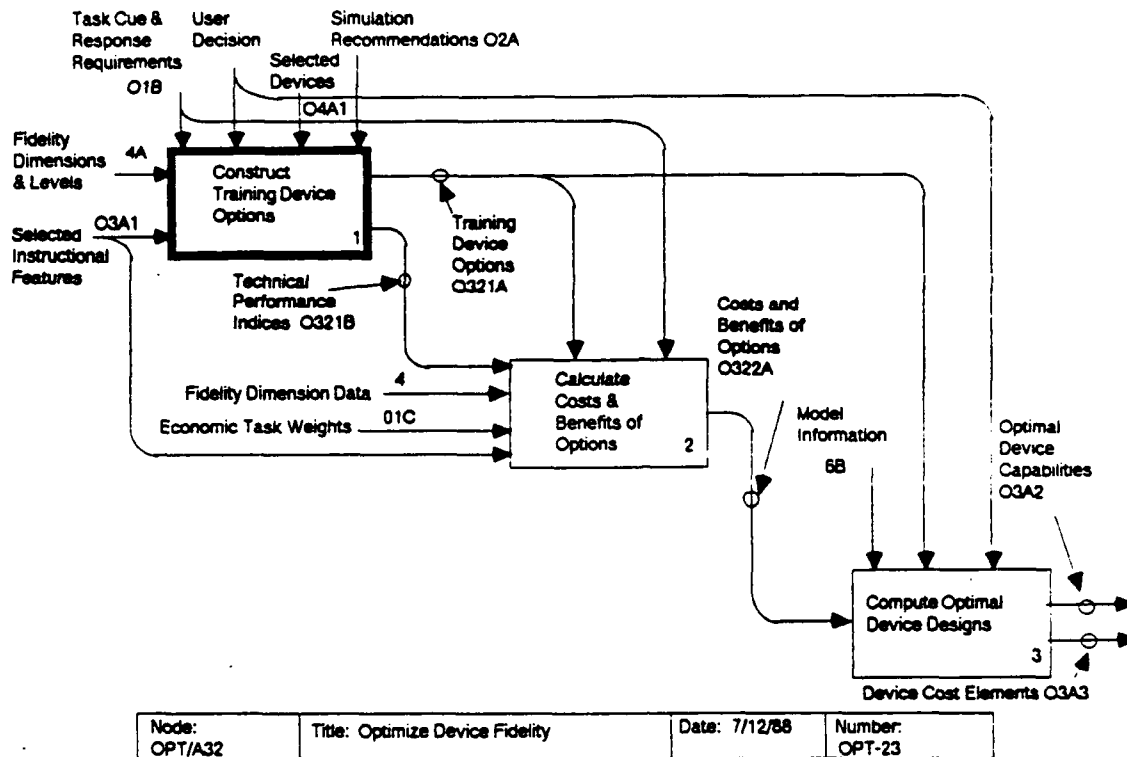 Task Cue &
Response
Requirements
O1B
User
Decision
Selected
Devices
O4A1
Simulation
Recommendations O2A
Fidelity
Dimensions
& Levels
4A
O3A1
Selected
Instructional
Features
Construct
Training Device
Options
1
Training
Device
Options
O321A
Technical
Performance
Indices O321B
Fidelity Dimension Data
4
Economic Task Weights
01C
Calculate
Costs &
Benefits of
Options
2
Costs and
Benefits of
Options
O322A
Model
Information
6B
Optimal
Device
Capabilities
O3A2
Compute Optimal
Device Designs
3
Device Cost Elements O3A3
Node:
OPT/A32
Title: Optimize Device Fidelity
Date: 7/12/88
Number:
OPT-23